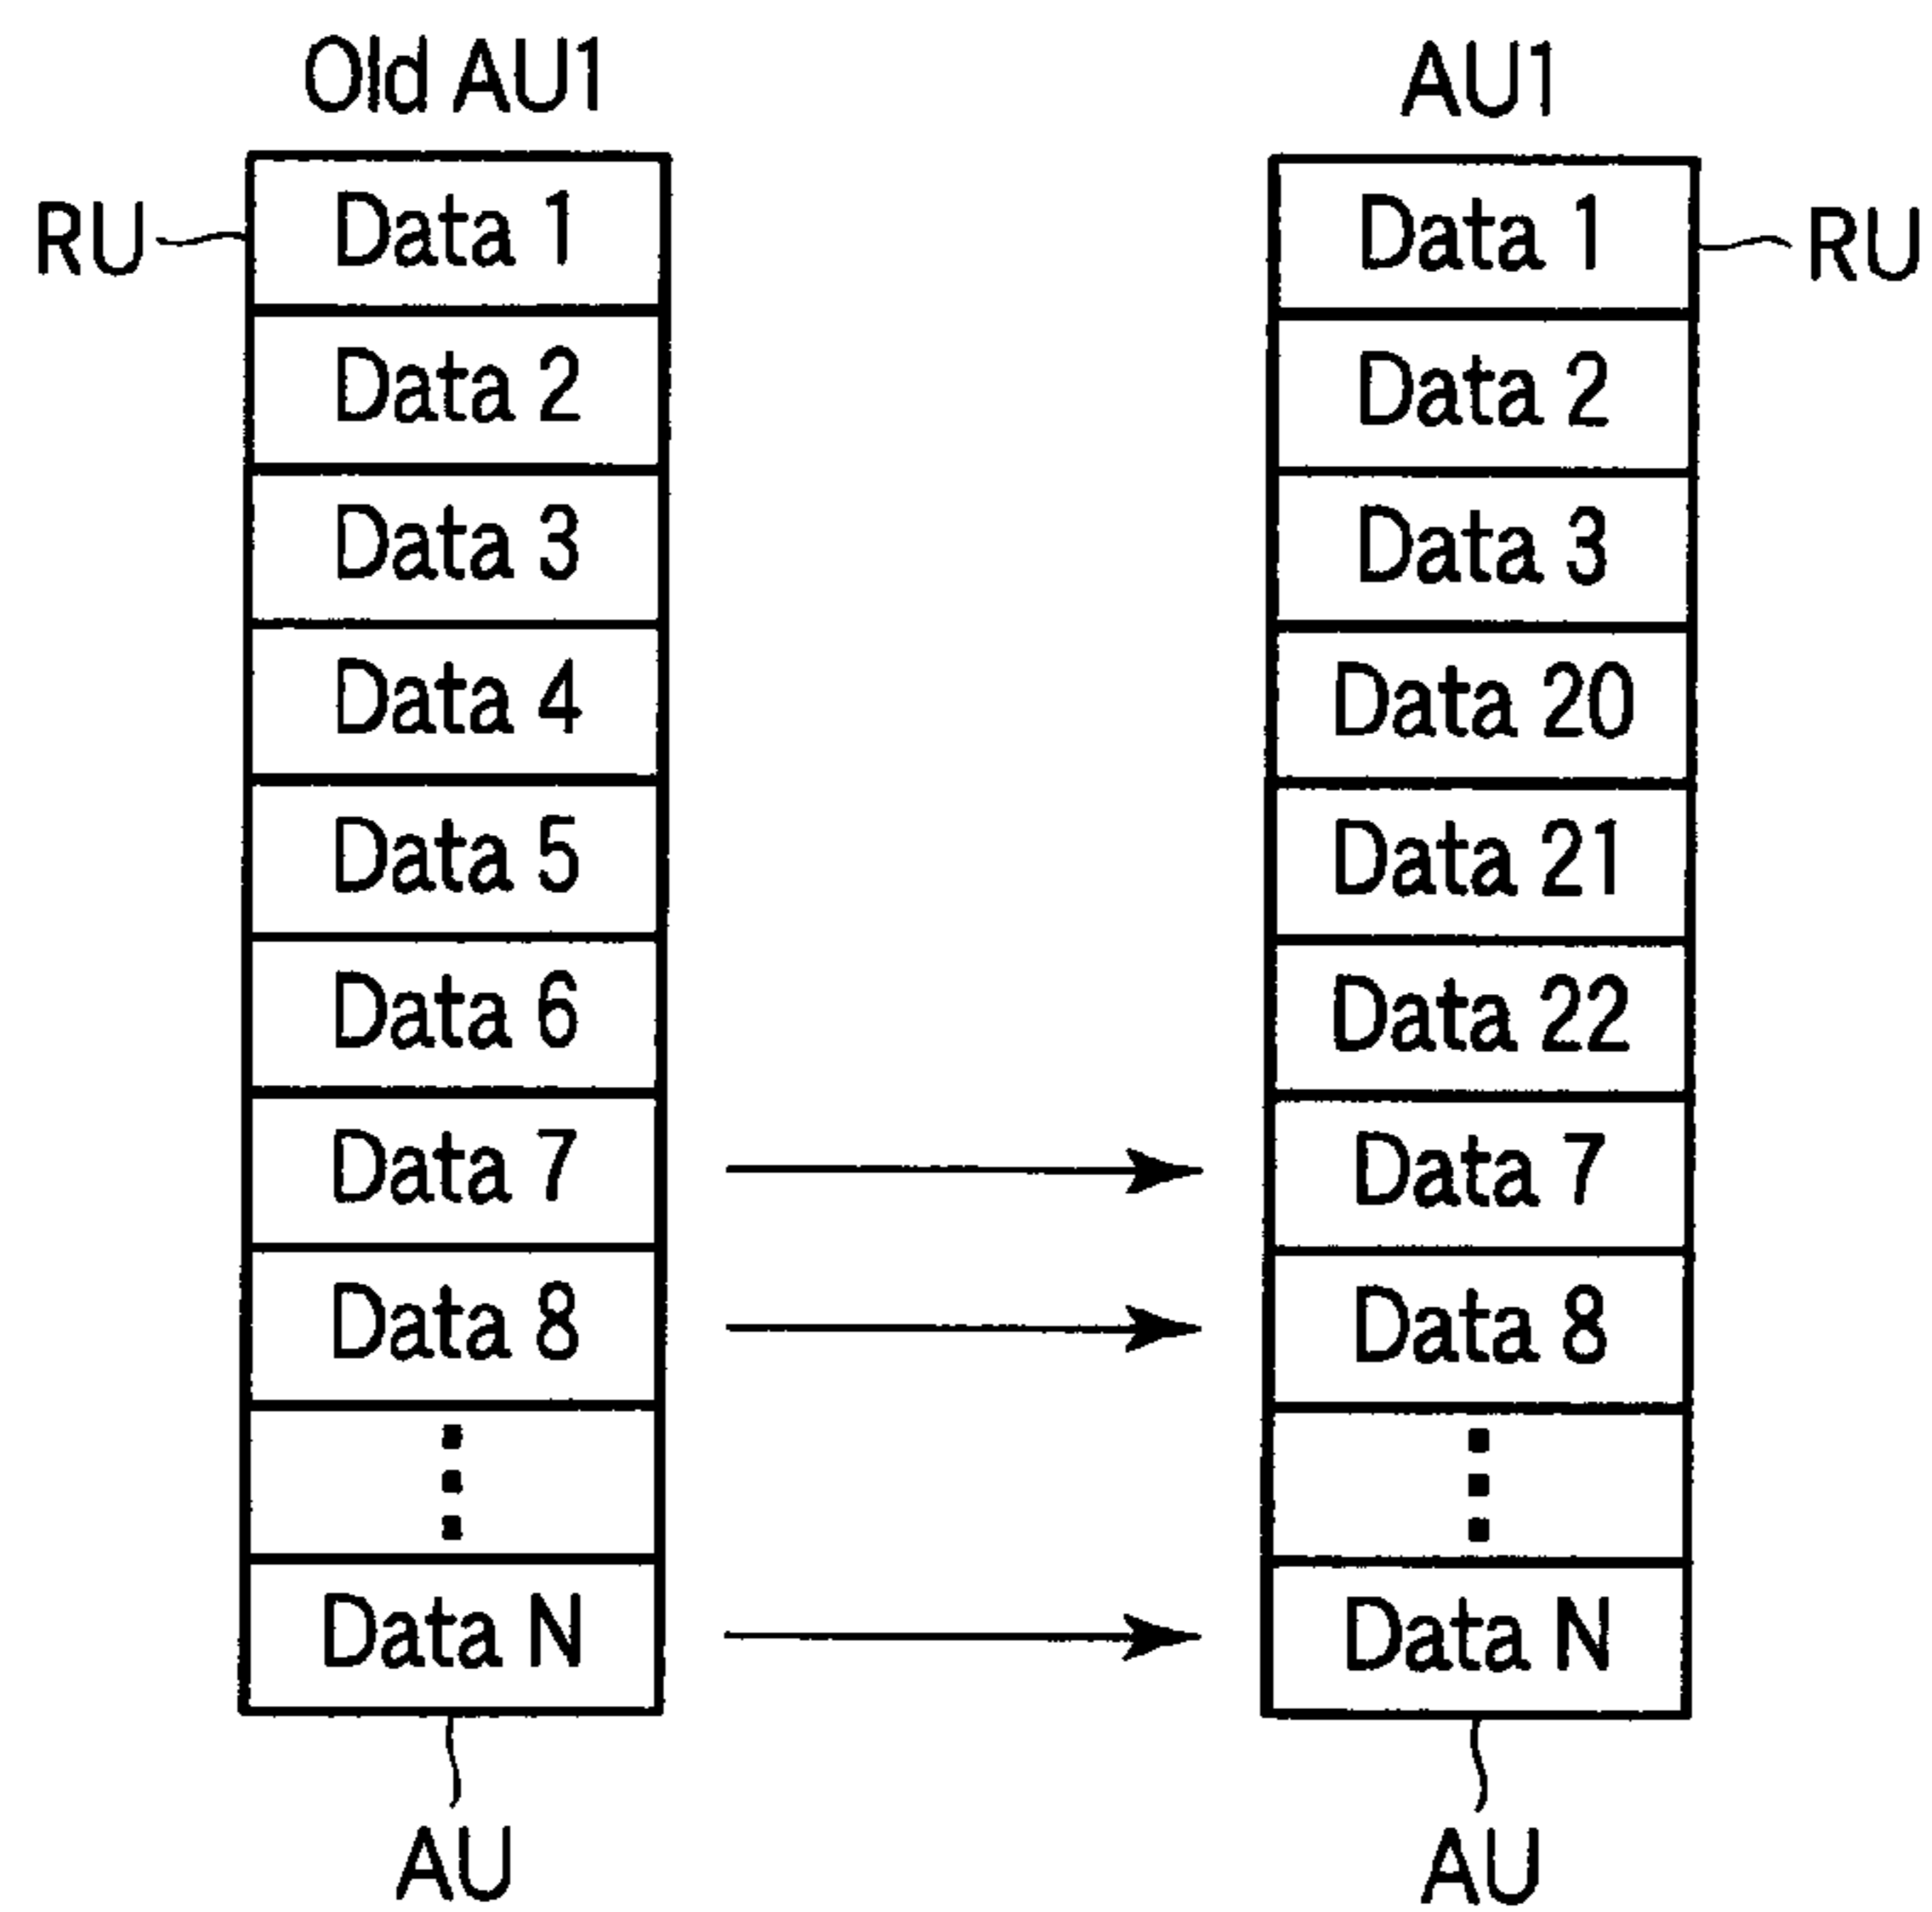 Old AU1
AU1
RU
Data 1
Data 1
RU
Data 2
Data 2
Data 3
Data 3
Data 4
Data 20
Data 5
Data 21
Data 6
Data 22
Data 7
Data 7
Data 8
Data 8
Data N
Data N
AU
AU